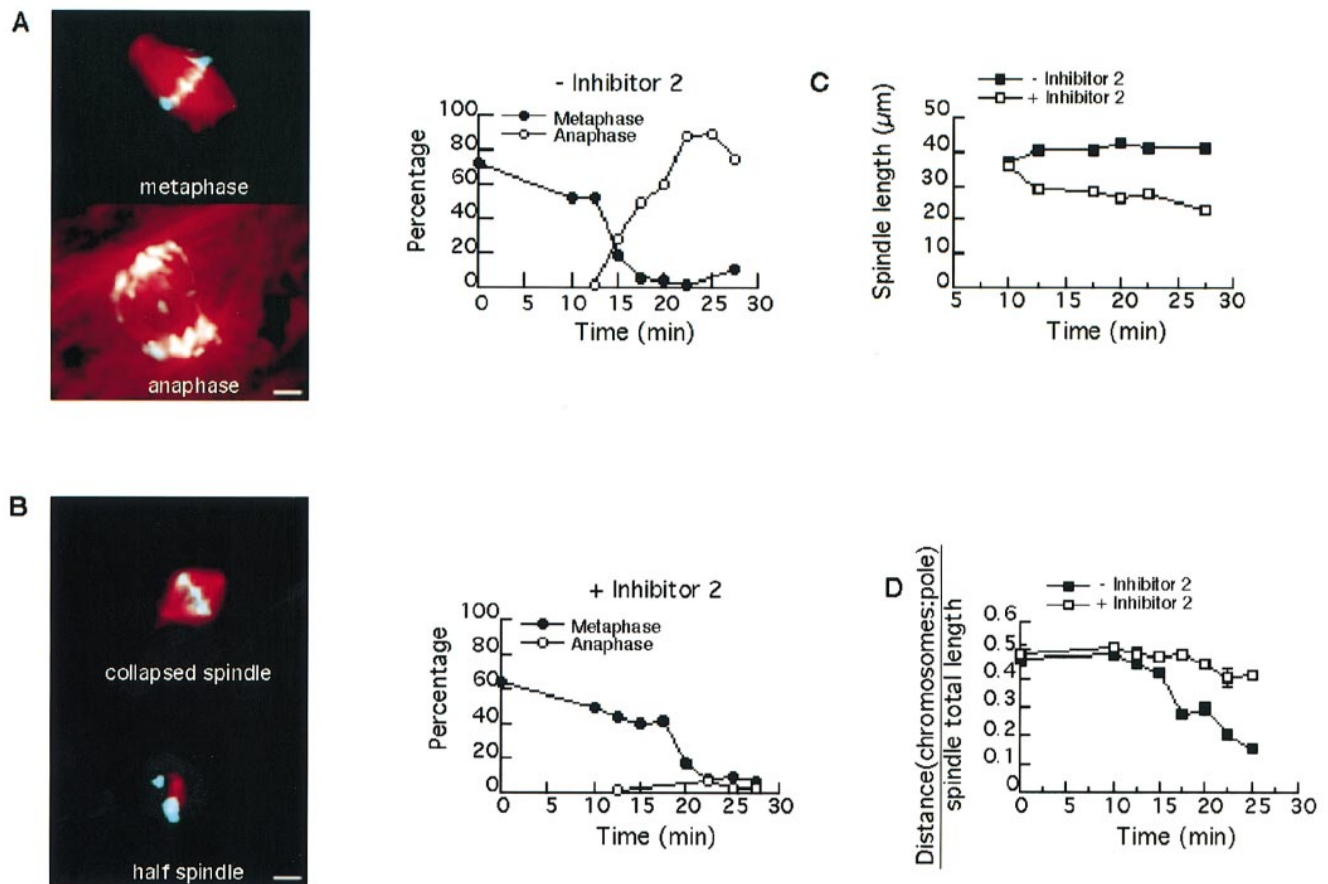 A
metaphase
anaphase
- Inhibitor 2
Metaphase
Anaphase
Percentage
100
80
60
40
20
0
0 5 10 15 20 25 30
Time (min)
C
- Inhibitor 2
+ Inhibitor 2
Spindle length (µm)
50
40
30
20
10
0
5 10 15 20 25 30
Time (min)
B
collapsed spindle
half spindle
+ Inhibitor 2
Metaphase
Anaphase
Percentage
100
80
60
40
20
0
0 5 10 15 20 25 30
Time (min)
D
- Inhibitor 2
+ Inhibitor 2
Distance(chromosomes:pole)
spindle total length
0.6
0.5
0.4
0.3
0.2
0.1
0
0 5 10 15 20 25 30
Time (min)